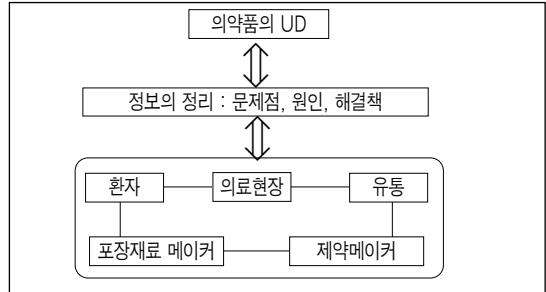 의약품의 UD
정보의 정리 : 문제점, 원인, 해결책
환자 의료현장 유통
포장재료 메이커 제약메이커